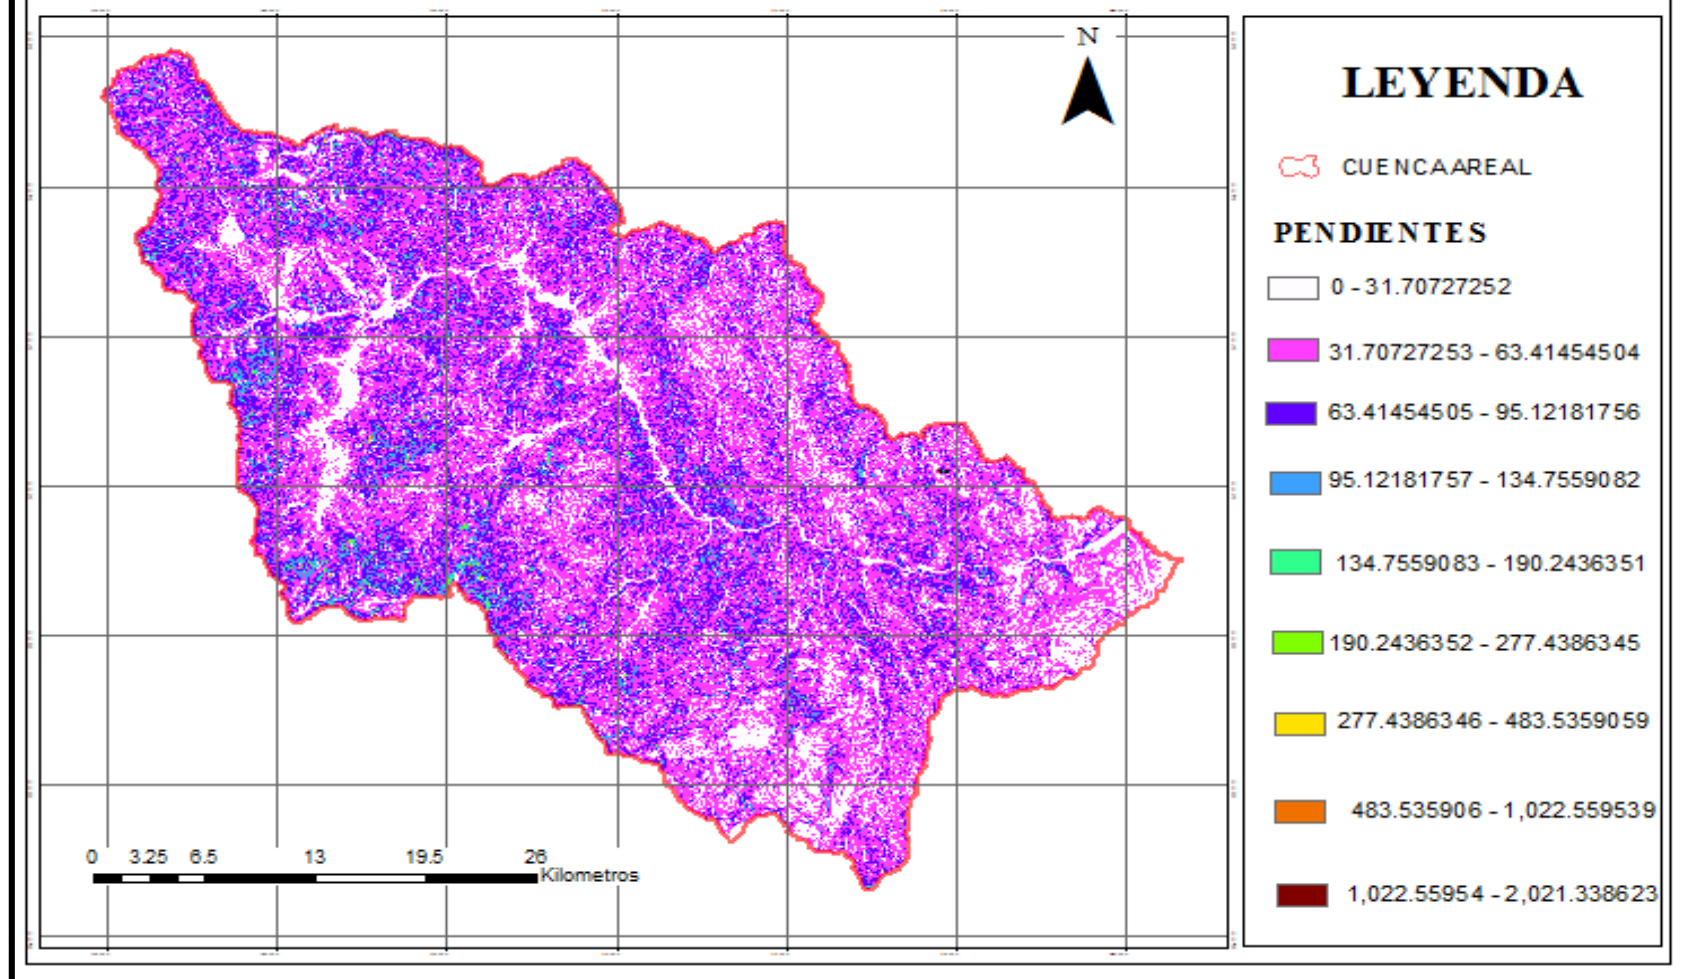 N
0 3.25 6.5 13 19.5 26
Kilometros
LEYENDA
CUENCAAREAL
PENDIENTES
0 - 31.70727252
31.70727253 - 63.41454504
63.41454505 - 95.12181756
95.12181757 - 134.7559082
134.7559083 - 190.2436351
190.2436352 - 277.4386345
277.4386346 - 483.5359059
483.535906 - 1,022.559539
1,022.55954 - 2,021.338623